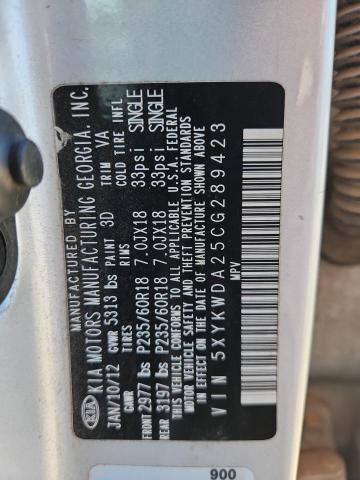 MANUFACTURED BY
KIA KIA MOTORS MANUFACTURING GEORGIA. INC.
JAN/10/12 GVWR 5313 lbs PAINT 3D TRIM VA
GAWR TIRES RIMS COLD TIRE INFL
FRONT 2977 lbs P235/60R18 7.0JX18 33psi SINGLE
REAR 3197 lbs P235/60R18 7.0JX18 33psi SINGLE
THIS VEHICLE CONFORMS TO ALL APPLICABLE U.S.A. FEDERAL
MOTOR VEHICLE SAFETY AND THEFT PREVENTION STANDARDS
IN EFFECT ON THE DATE OF MANUFACTURE SHOWN ABOVE
VIN 5XYKWDA25CG289423
MPV
900